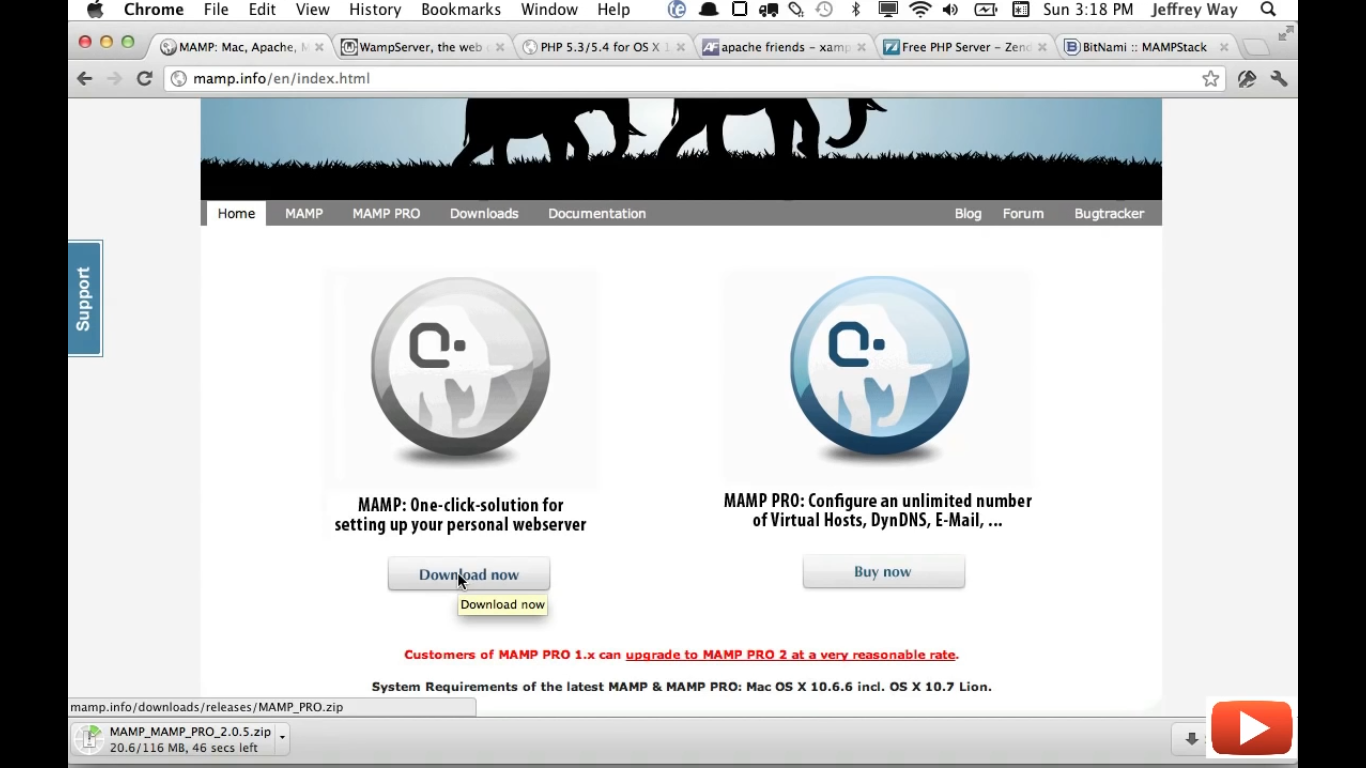 Chrome File Edit View History Bookmarks Window Help Sun 3:18 PM Jeffrey Way
MAMP: Mac, Apache, M
WampServer, the web
PHP 5.3/5.4 for OS X 1
apache friends – xamp
Free PHP Server – Zend
BitNami :: MAMPStack
mamp.info/en/index.html
Home MAMP MAMP PRO Downloads Documentation Blog Forum Bugtracker
Support
MAMP: One-click-solution for
setting up your personal webserver
MAMP PRO: Configure an unlimited number
of Virtual Hosts, DynDNS, E-Mail, ...
Download now
Buy now
Download now
Customers of MAMP PRO 1.x can upgrade to MAMP PRO 2 at a very reasonable rate.
System Requirements of the latest MAMP & MAMP PRO: Mac OS X 10.6.6 incl. OS X 10.7 Lion.
mamp.info/downloads/releases/MAMP_PRO.zip
MAMP_MAMP_PRO_2.0.5.zip
20.6/116 MB, 46 secs left